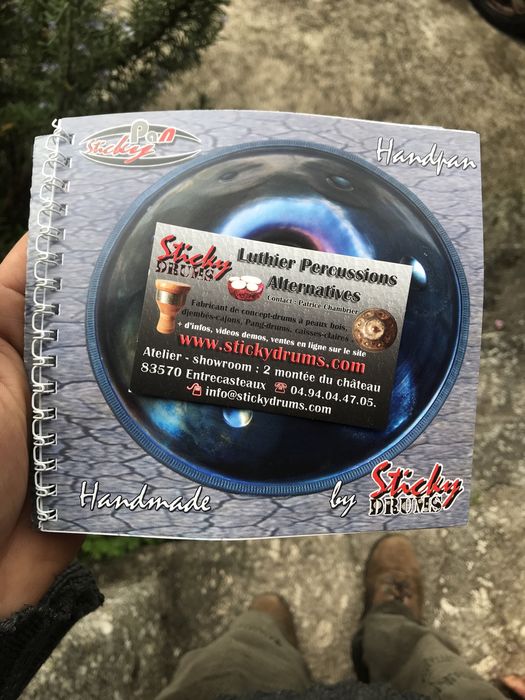 Sticky Pan
Handpan
Sticky
DRUMS
Luthier Percussions
Alternatives
Contact - Patrice Chambrier
Fabricant de concept-drums à peaux bois,
djembés-cajons, Pang-drums, caisses-claires
+ d'infos, videos demos, ventes en ligne sur le site
www.stickydrums.com
Atelier - showroom : 2 montée du château
83570 Entrecasteaux ☎ 04.94.04.47.05.
info@stickydrums.com
Handmade
by Sticky
DRUMS